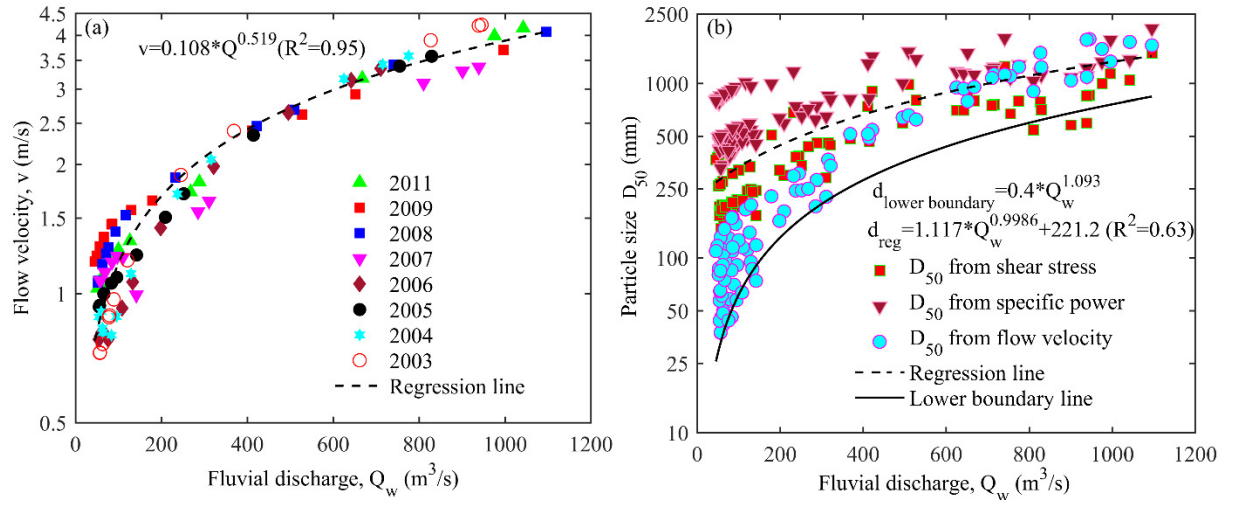 (a)
v=0.108*Q^0.519(R^2=0.95)
4.5
4
3.5
3
2.5
2
1.5
1
0.5
Flow velocity, v (m/s)
2011
2009
2008
2007
2006
2005
2004
2003
Regression line
0
200
400
600
800
1000
1200
Fluvial discharge, Q_w (m^3/s)
(b)
2500
1000
500
250
100
50
25
10
Particle size D_50 (mm)
d_lower boundary=0.4*Q_w^1.093
d_reg=1.117*Q_w^0.9986+221.2 (R^2=0.63)
D_50 from shear stress
D_50 from specific power
D_50 from flow velocity
Regression line
Lower boundary line
0
200
400
600
800
1000
1200
Fluvial discharge, Q_w (m^3/s)